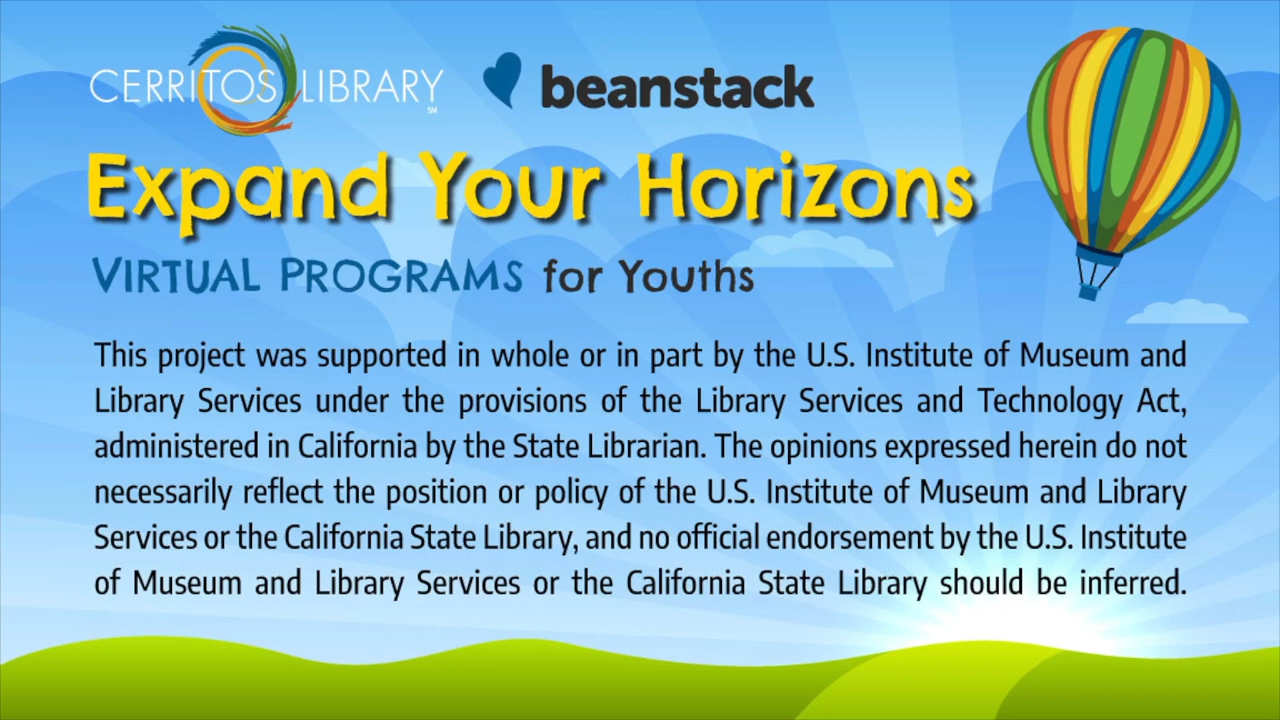 CERRITOS LIBRARY SM
beanstack
Expand Your Horizons
VIRTUAL PROGRAMS for Youths
This project was supported in whole or in part by the U.S. Institute of Museum and
Library Services under the provisions of the Library Services and Technology Act,
administered in California by the State Librarian. The opinions expressed herein do not
necessarily reflect the position or policy of the U.S. Institute of Museum and Library
Services or the California State Library, and no official endorsement by the U.S. Institute
of Museum and Library Services or the California State Library should be inferred.